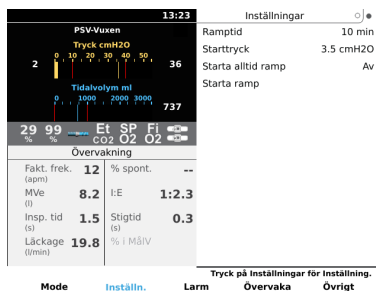 13:23
PSV-Vuxen
Tryck cmH2O
0 10 20 30 40 50
2 36
Tidalvolym ml
0 1000 2000 3000
737
29 % 99 % Et CO2 SP O2 Fi O2
Övervakning
Fakt. frek. (apm) 12 % spont. --
MVe (l) 8.2 I:E 1:2.3
Insp. tid (s) 1.5 Stigtid (s) 0.3
Läckage (l/min) 19.8 % i MålV
Inställningar
Ramptid 10 min
Starttryck 3.5 cmH2O
Starta alltid ramp Av
Starta ramp
Tryck på Inställningar för Inställning.
Mode Inställn. Larm Övervaka Övrigt